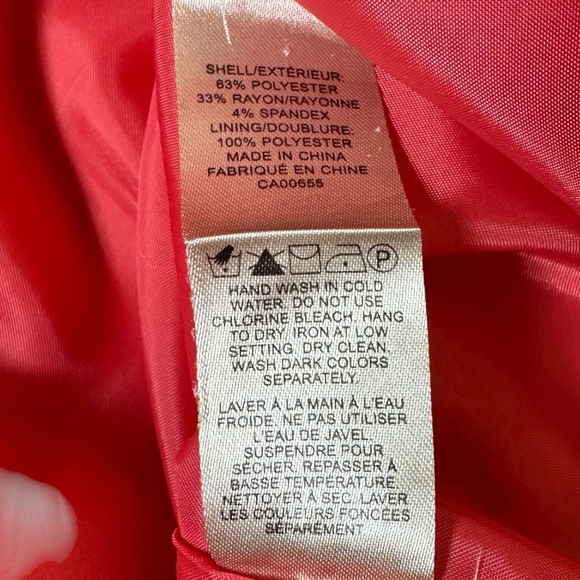 SHELL/EXTÉRIEUR:
63% POLYESTER
33% RAYON/RAYONNE
4% SPANDEX
LINING/DOUBLURE:
100% POLYESTER
MADE IN CHINA
FABRIQUÉ EN CHINE
CA00655
P
HAND WASH IN COLD
WATER. DO NOT USE
CHLORINE BLEACH. HANG
TO DRY. IRON AT LOW
SETTING. DRY CLEAN.
WASH DARK COLORS
SEPARATELY.
LAVER À LA MAIN À L'EAU
FROIDE. NE PAS UTILISER
L'EAU DE JAVEL.
SUSPENDRE POUR
SÉCHER. REPASSER À
BASSE TEMPÉRATURE.
NETTOYER À SEC. LAVER
LES COULEURS FONCÉES
SÉPARÉMENT.